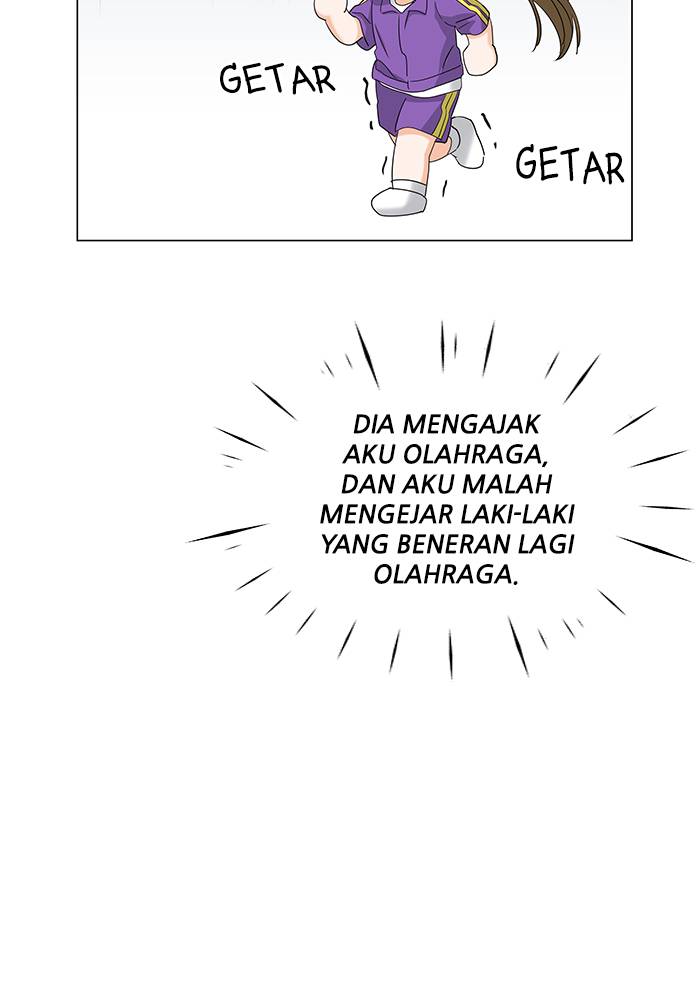 GETAR
GETAR
DIA MENGAJAK
AKU OLAHRAGA,
DAN AKU MALAH
MENGEJAR LAKI-LAKI
YANG BENERAN LAGI
OLAHRAGA.